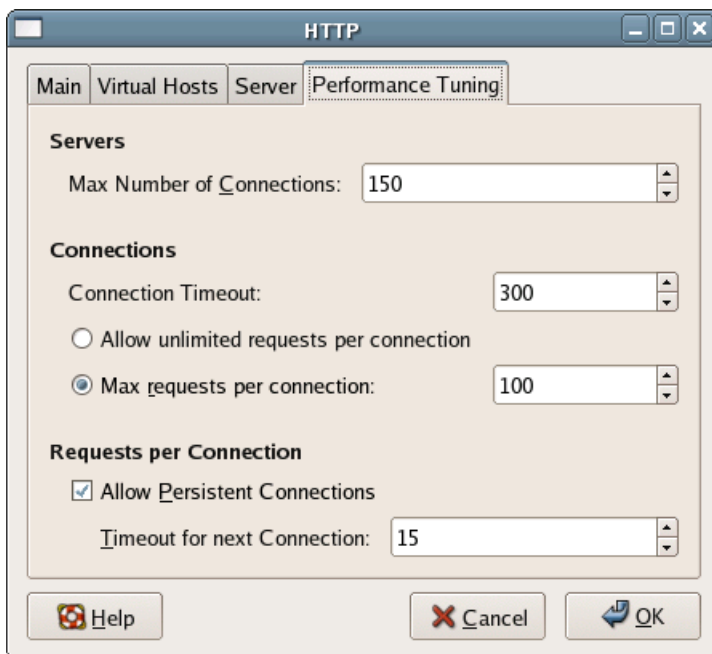 HTTP
Main Virtual Hosts Server Performance Tuning
Servers
Max Number of Connections: 150
Connections
Connection Timeout: 300
Allow unlimited requests per connection
Max requests per connection: 100
Requests per Connection
Allow Persistent Connections
Timeout for next Connection: 15
Help Cancel OK